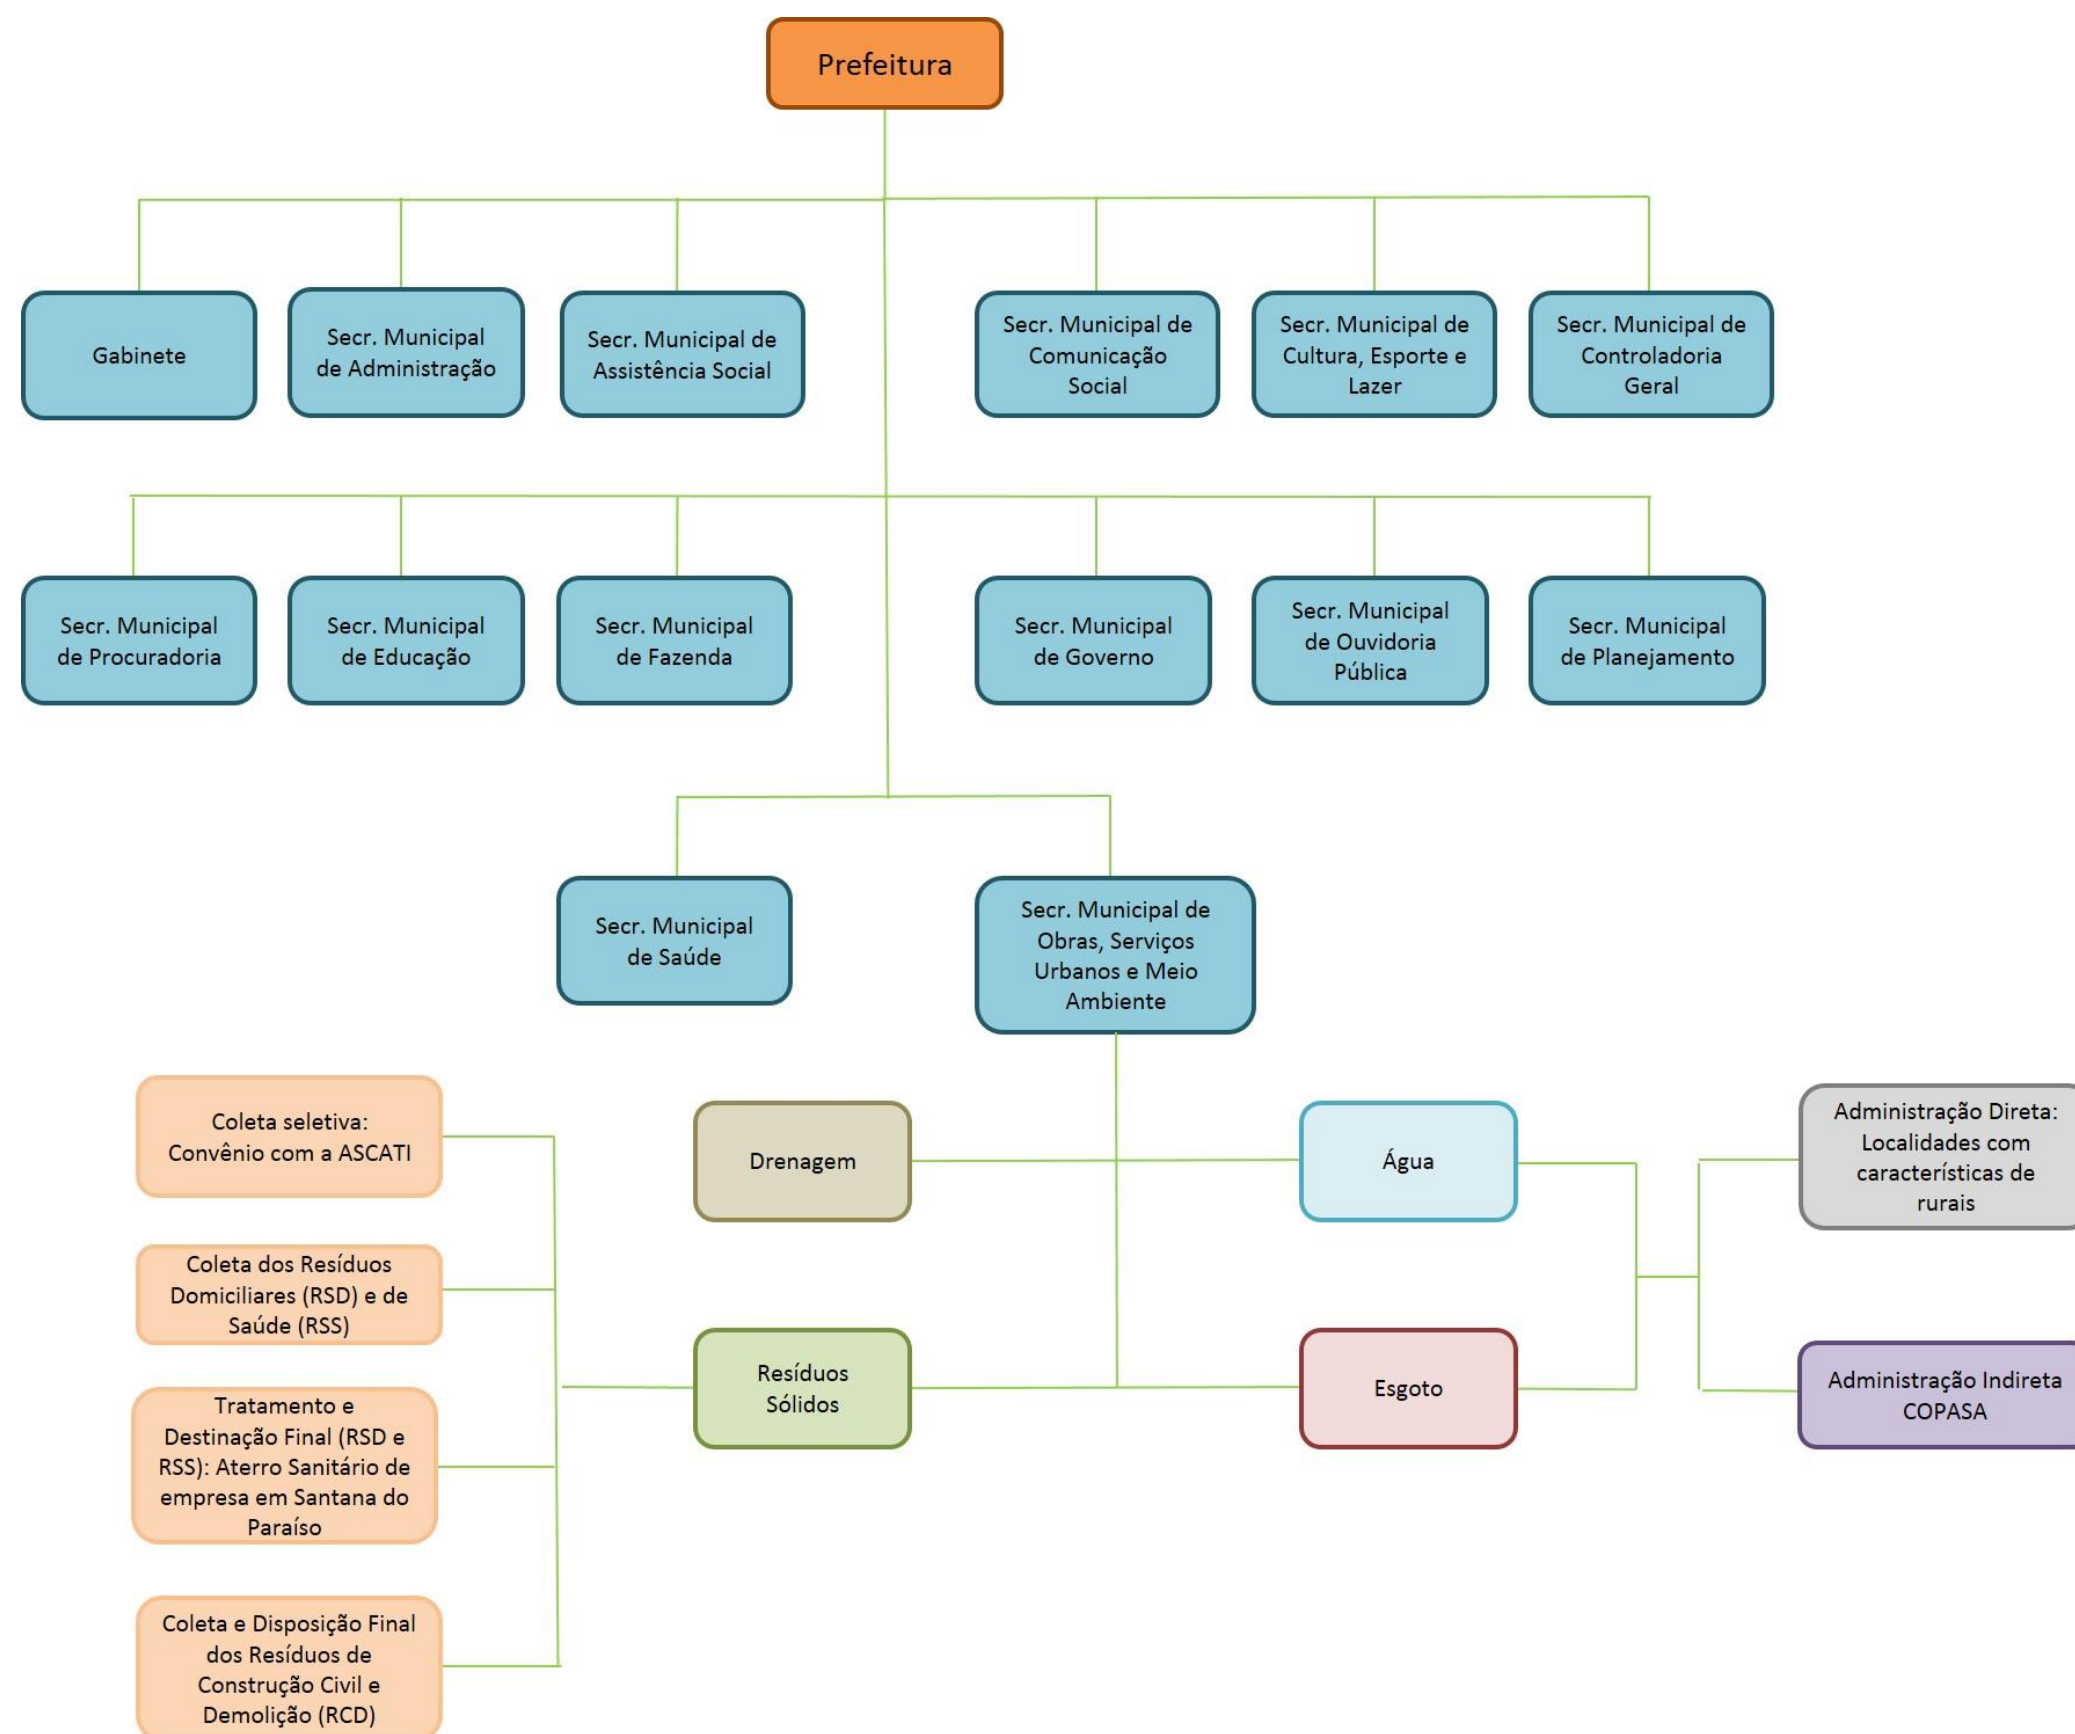 Prefeitura
Gabinete
Secr. Municipal
de Administração
Secr. Municipal de
Assistência Social
Secr. Municipal de
Comunicação
Social
Secr. Municipal de
Cultura, Esporte e
Lazer
Secr. Municipal de
Controladoria
Geral
Secr. Municipal
de Procuradoria
Secr. Municipal
de Educação
Secr. Municipal
de Fazenda
Secr. Municipal
de Governo
Secr. Municipal
de Ouvidoria
Pública
Secr. Municipal
de Planejamento
Secr. Municipal
de Saúde
Secr. Municipal de
Obras, Serviços
Urbanos e Meio
Ambiente
Coleta seletiva:
Convênio com a ASCATI
Drenagem
Água
Administração Direta:
Localidades com
características de
rurais
Coleta dos Resíduos
Domiciliares (RSD) e de
Saúde (RSS)
Resíduos
Sólidos
Esgoto
Administração Indireta
COPASA
Tratamento e
Destinação Final (RSD e
RSS): Aterro Sanitário de
empresa em Santana do
Paraíso
Coleta e Disposição Final
dos Resíduos de
Construção Civil e
Demolição (RCD)